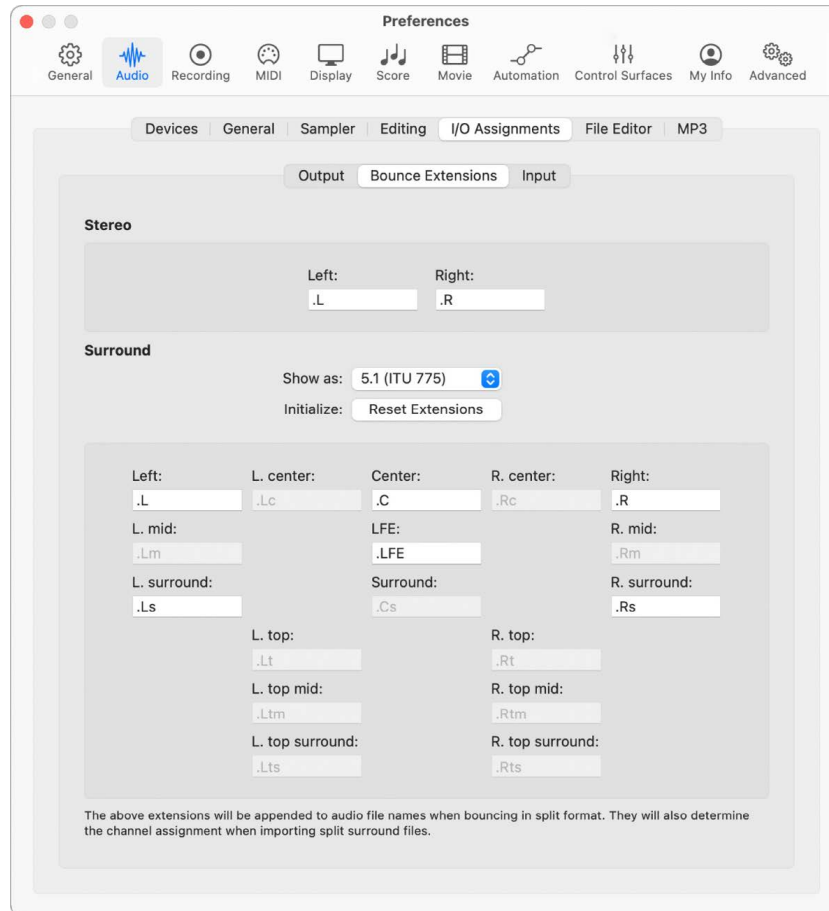 Preferences
General Audio Recording MIDI Display Score Movie Automation Control Surfaces My Info Advanced
Devices General Sampler Editing I/O Assignments File Editor MP3
Output Bounce Extensions Input
Stereo
Left: Right:
.L .R
Surround
Show as: 5.1 (ITU 775)
Initialize: Reset Extensions
Left: L. center: Center: R. center: Right:
.L .Lc .C .Rc .R
L. mid: LFE: R. mid:
.Lm .LFE .Rm
L. surround: Surround: R. surround:
.Ls .Cs .Rs
L. top: R. top:
.Lt .Rt
L. top mid: R. top mid:
.Ltm .Rtm
L. top surround: R. top surround:
.Lts .Rts
The above extensions will be appended to audio file names when bouncing in split format. They will also determine
the channel assignment when importing split surround files.